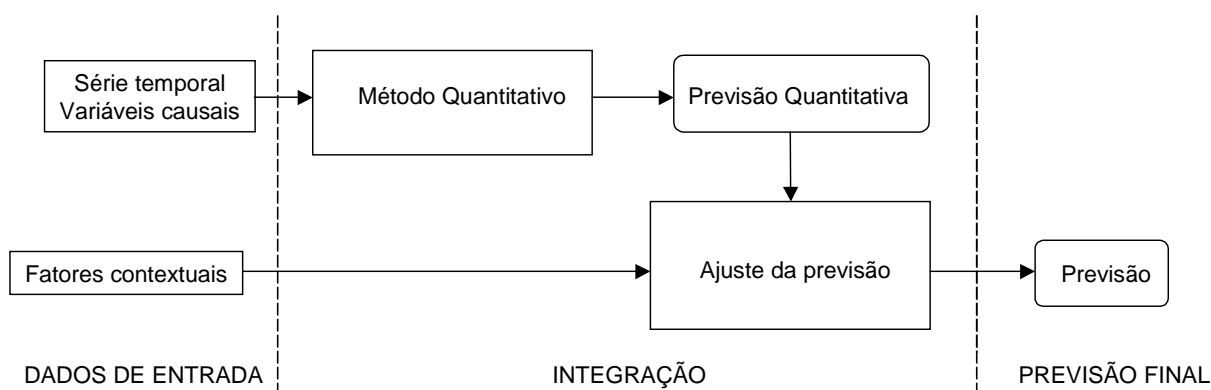 Série temporal
Variáveis causais
Método Quantitativo
Previsão Quantitativa
Fatores contextuais
Ajuste da previsão
Previsão
DADOS DE ENTRADA
INTEGRAÇÃO
PREVISÃO FINAL